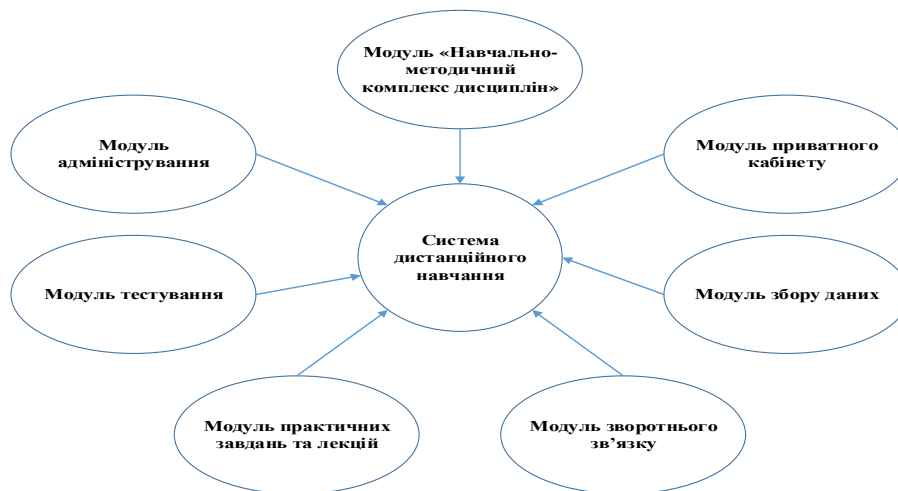 Модуль «Навчально-
методичний
комплекс дисциплін»
Модуль
адміністрування
Модуль приватного
кабінету
Система
дистанційного
навчання
Модуль тестування
Модуль збору даних
Модуль практичних
завдань та лекцій
Модуль зворотнього
зв’язку